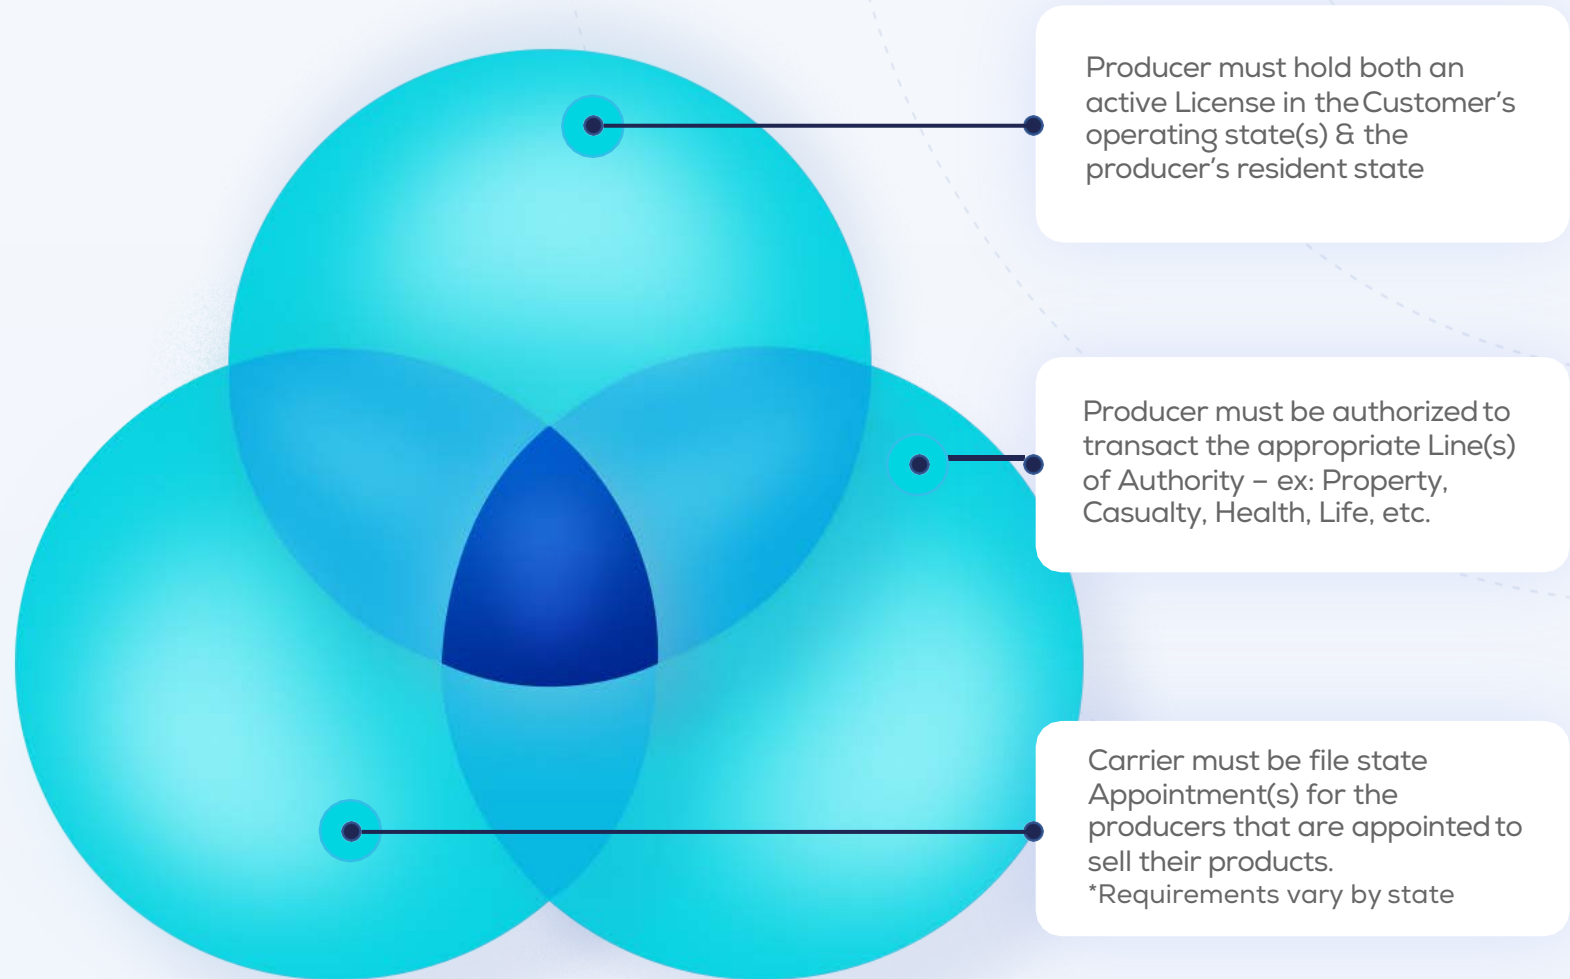 Producer must hold both an
active License in the Customer's
operating state(s) & the
producer's resident state
Producer must be authorized to
transact the appropriate Line(s)
of Authority – ex: Property,
Casualty, Health, Life, etc.
Carrier must be file state
Appointment(s) for the
producers that are appointed to
sell their products.
*Requirements vary by state